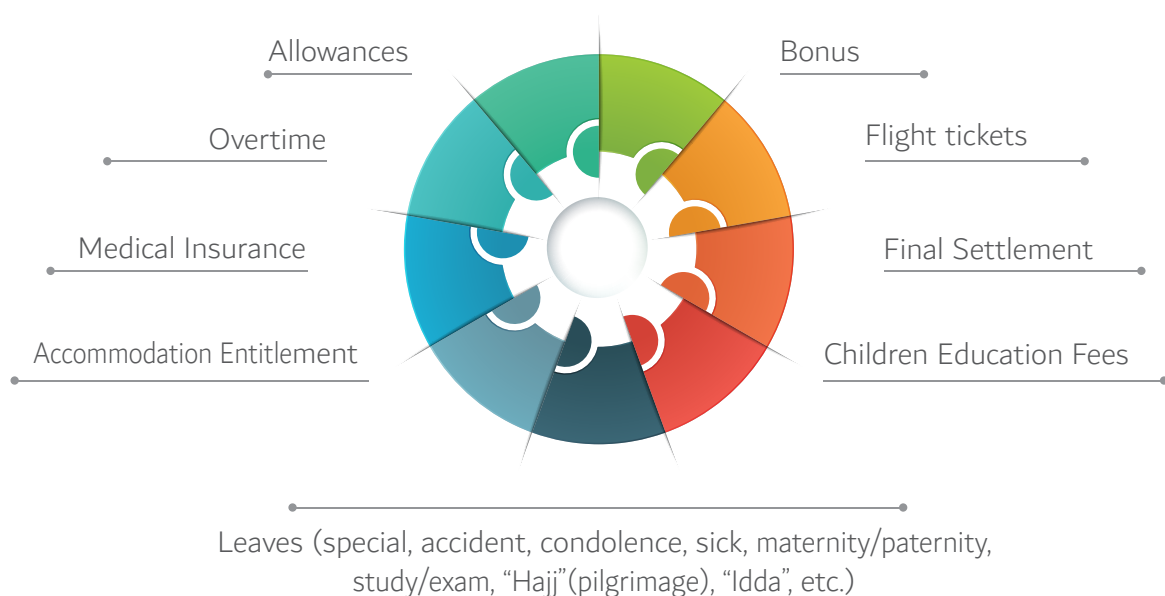 Allowances
Bonus
Overtime
Flight tickets
Medical Insurance
Final Settlement
Accommodation Entitlement
Children Education Fees
Leaves (special, accident, condolence, sick, maternity/paternity,
study/exam, “Hajj”(pilgrimage), “Idda”, etc.)